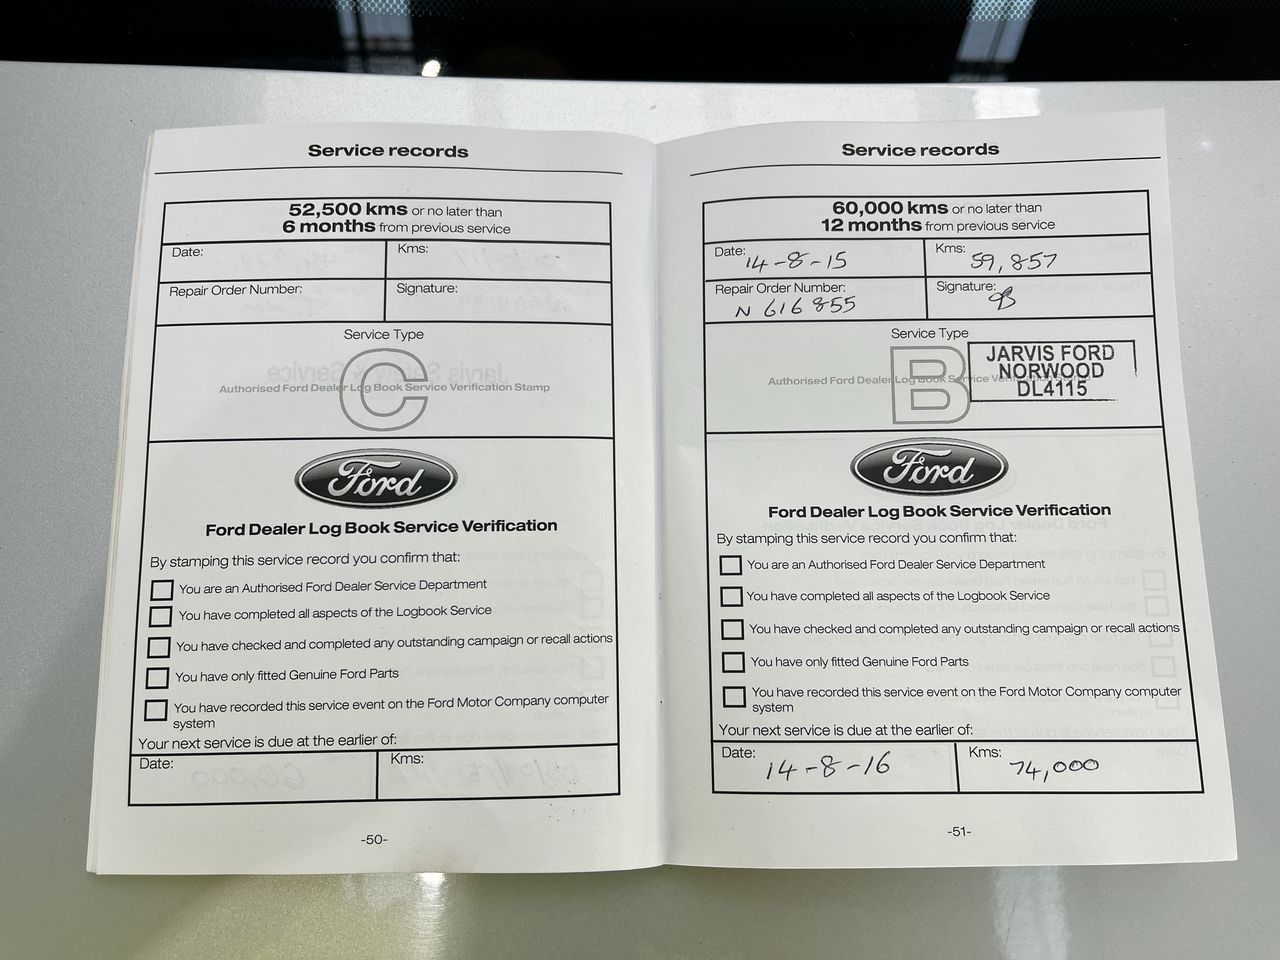 Service records
52,500 kms or no later than
6 months from previous service
Date:
Kms:
Repair Order Number:
Signature:
Service Type
C
Authorised Ford Dealer Log Book Service Verification Stamp
Ford
Ford Dealer Log Book Service Verification
By stamping this service record you confirm that:
You are an Authorised Ford Dealer Service Department
You have completed all aspects of the Logbook Service
You have checked and completed any outstanding campaign or recall actions
You have only fitted Genuine Ford Parts
You have recorded this service event on the Ford Motor Company computer
system
Your next service is due at the earlier of:
Date:
Kms:
-50-
Service records
60,000 kms or no later than
12 months from previous service
Date: 14-8-15
Kms: 59,857
Repair Order Number:
N 616855
Signature:
Service Type
B
Authorised Ford Dealer Log Book Service
JARVIS FORD
NORWOOD
DL4115
Ford
Ford Dealer Log Book Service Verification
By stamping this service record you confirm that:
You are an Authorised Ford Dealer Service Department
You have completed all aspects of the Logbook Service
You have checked and completed any outstanding campaign or recall actions
You have only fitted Genuine Ford Parts
You have recorded this service event on the Ford Motor Company computer
system
Your next service is due at the earlier of:
Date: 14-8-16
Kms: 74,000
-51-